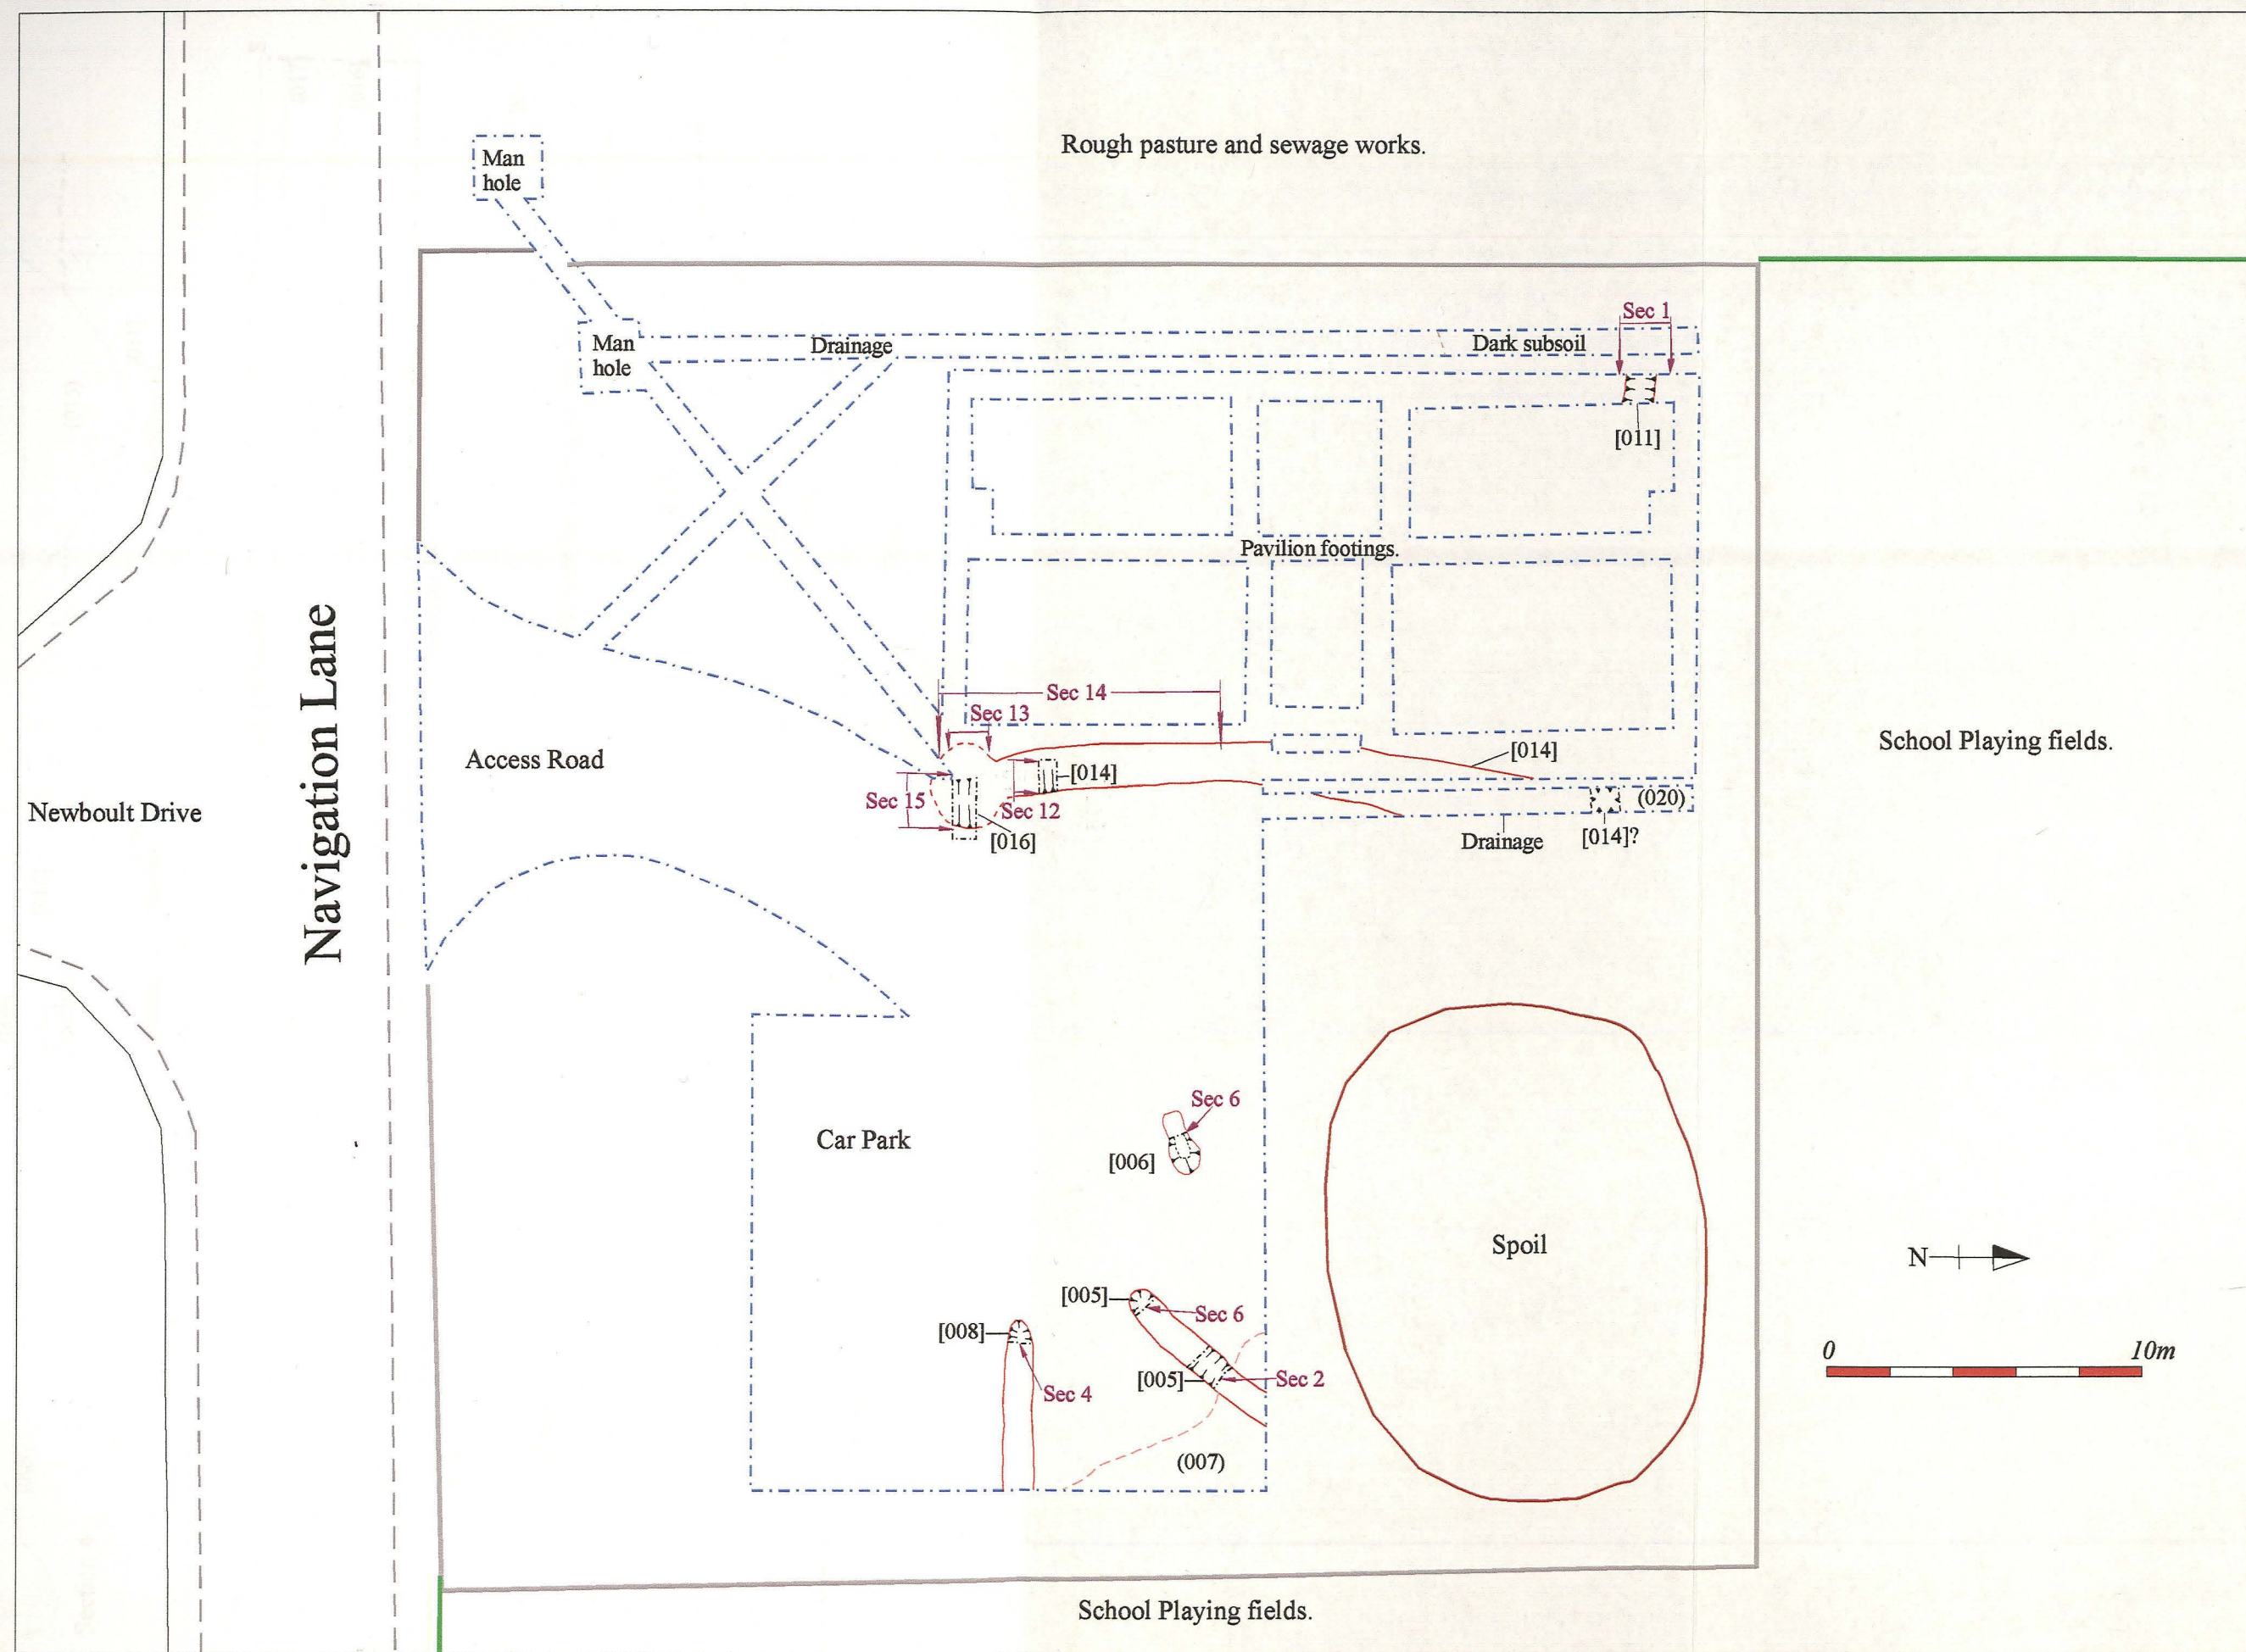 Rough pasture and sewage works.
Man
hole
Sec 1
Man
hole
Drainage
Dark subsoil
[011]
Pavilion footings.
Navigation Lane
Sec 14
Sec 13
[014]
School Playing fields.
Access Road
[014]
Sec 15
Sec 12
(020)
Newboult Drive
[016]
Drainage
[014]?
Sec 6
Car Park
[006]
Spoil
N
[005]
Sec 6
[008]
0 10m
[005]
Sec 2
Sec 4
(007)
School Playing fields.